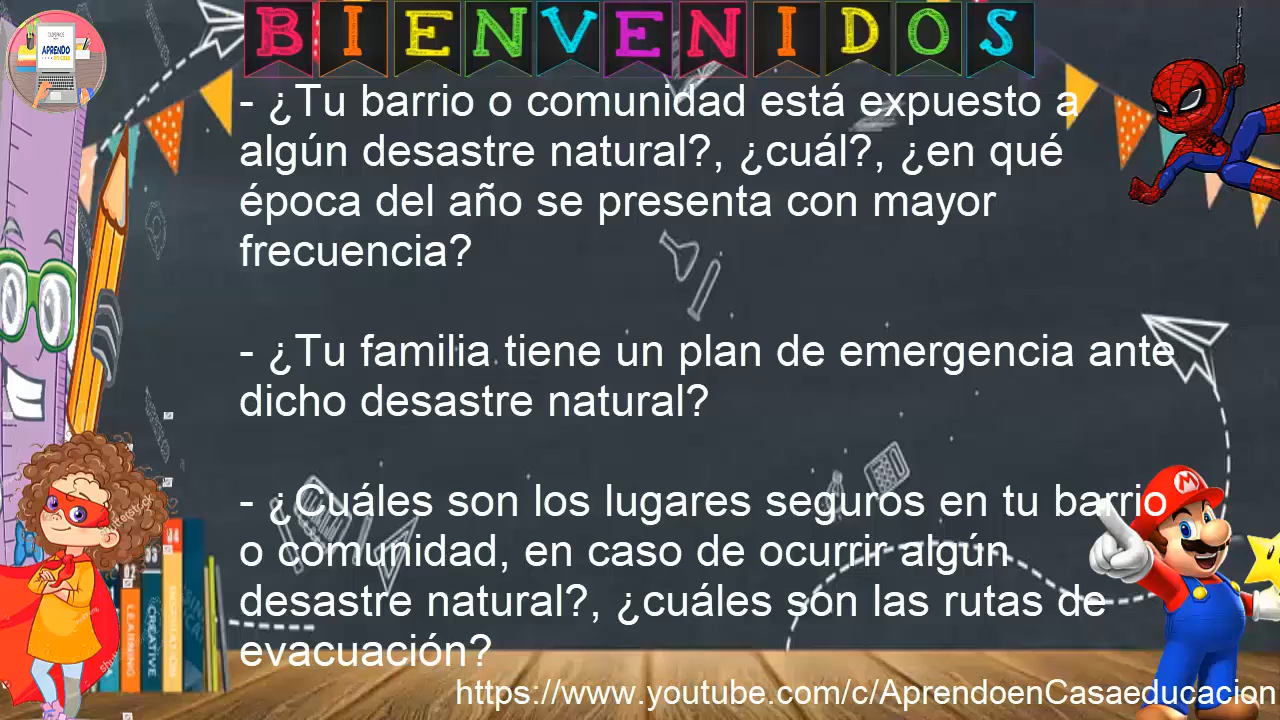 BIENVENIDOS
APRENDO
- ¿Tu barrio o comunidad está expuesto a
algún desastre natural?, ¿cuál?, ¿en qué
época del año se presenta con mayor
frecuencia?
- ¿Tu familia tiene un plan de emergencia ante
dicho desastre natural?
- ¿Cuáles son los lugares seguros en tu barrio
o comunidad, en caso de ocurrir algún
desastre natural?, ¿cuáles son las rutas de
evacuación?
LEARNING
CREATIVE
https://www.youtube.com/c/AprendoenCasaeducacion